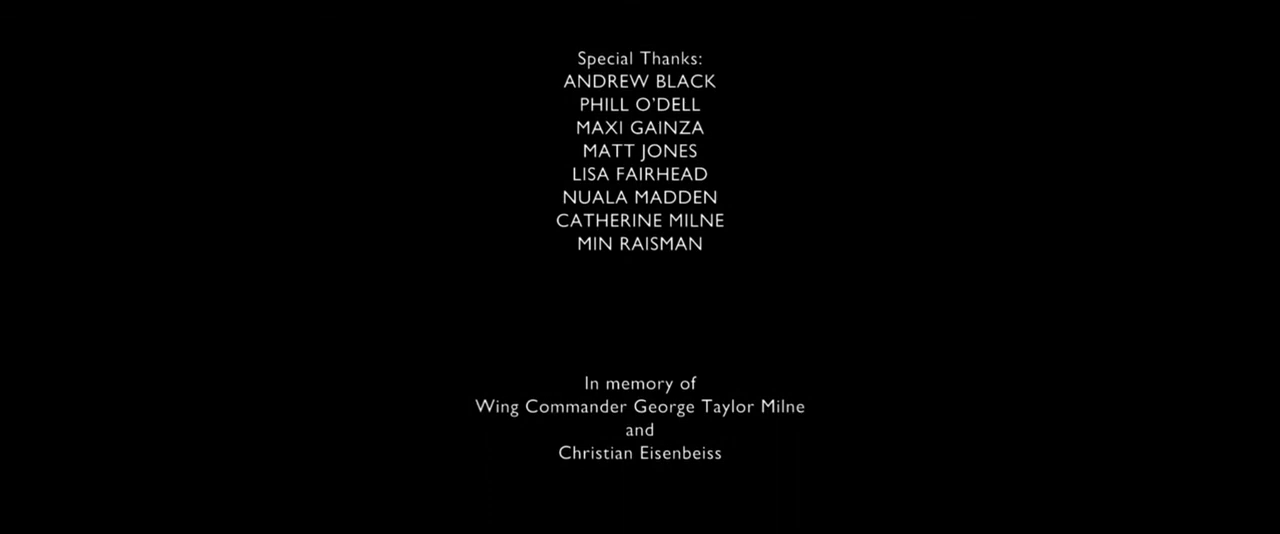 Special Thanks:
ANDREW BLACK
PHILL O'DELL
MAXI GAINZA
MATT JONES
LISA FAIRHEAD
NUALA MADDEN
CATHERINE MILNE
MIN RAISMAN
In memory of
Wing Commander George Taylor Milne
and
Christian Eisenbeiss